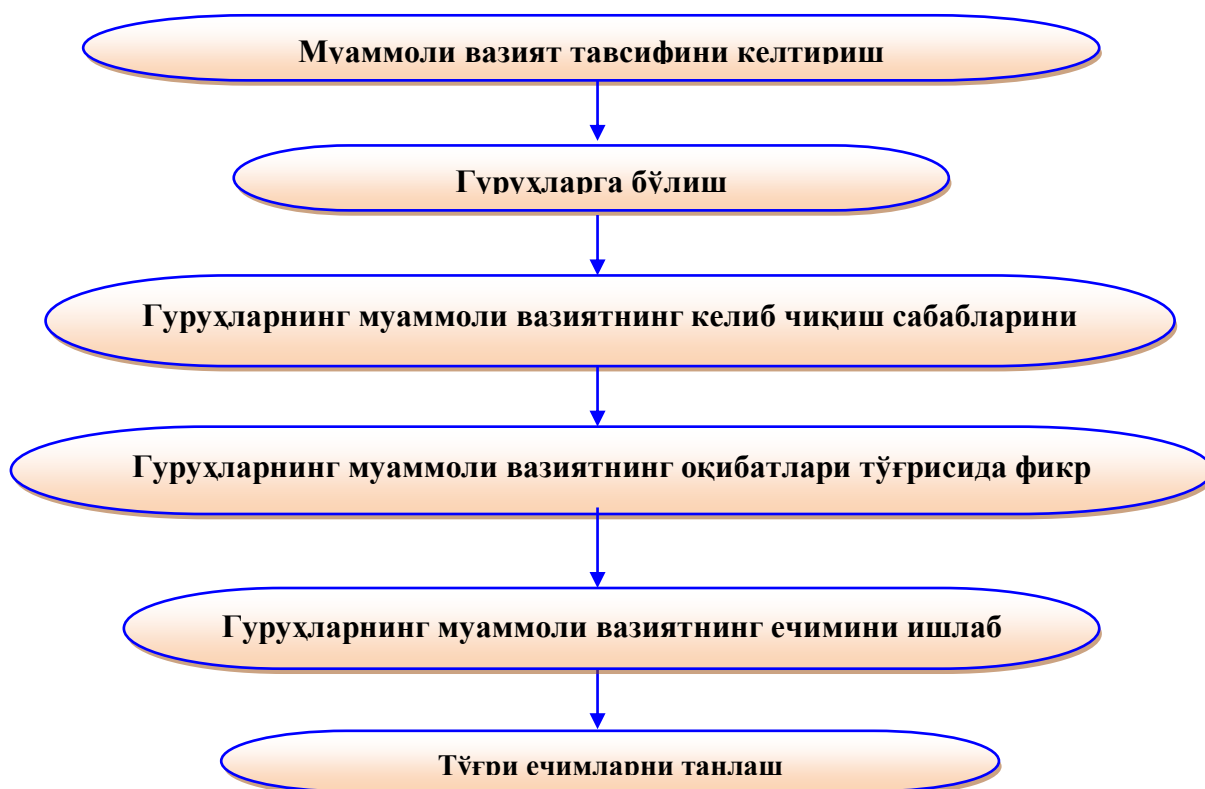 Муаммоли вазият тавсифини келтириш
Гуруҳларга бўлиш
Гуруҳларнинг муаммоли вазиятнинг келиб чиқиш сабабларини
Гуруҳларнинг муаммоли вазиятнинг оқибатлари тўғрисида фикр
Гуруҳларнинг муаммоли вазиятнинг ечимини ишлаб
Тўғри ечимларни танлаш